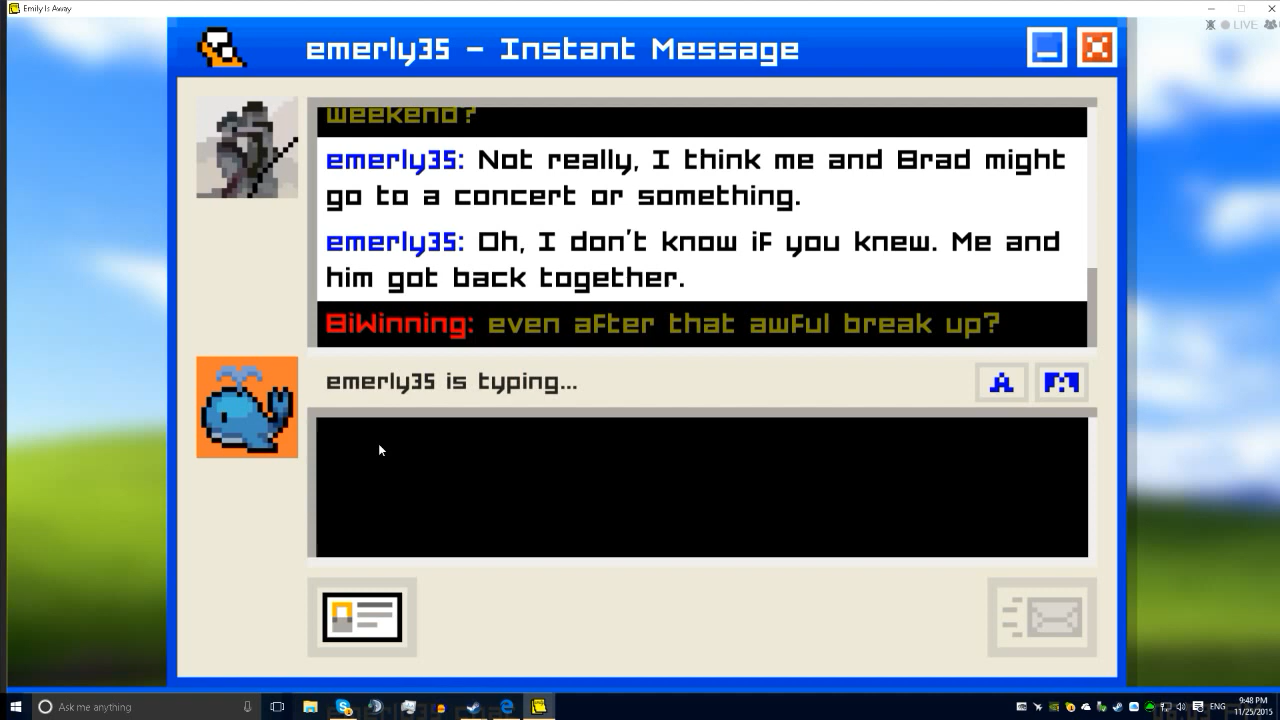 Emily Is Away
LIVE
emerly35 - Instant Message
weekend?
emerly35: Not really, I think me and Brad might
go to a concert or something.
emerly35: Oh, I don't know if you knew. Me and
him got back together.
BiWinning: even after that awful break up?
emerly35 is typing...
A
Ask me anything
ENG
9:48 PM
11/25/2015